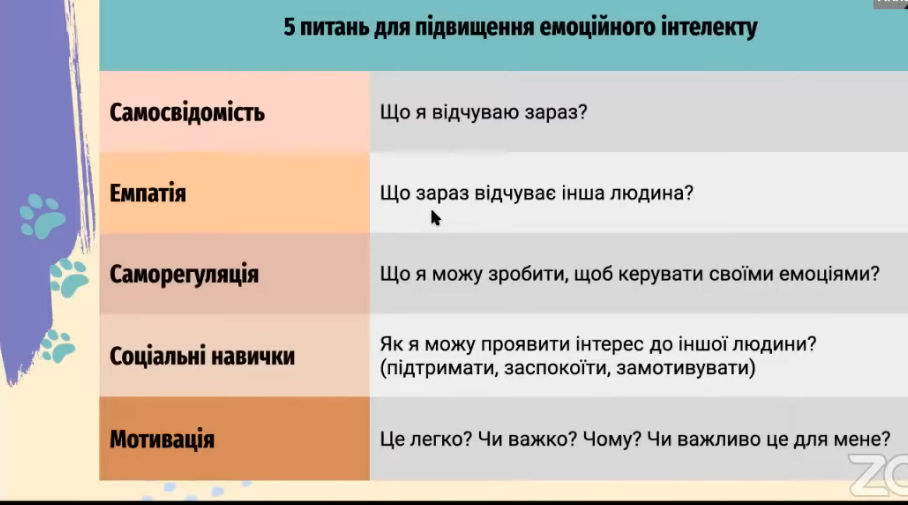 5 питань для підвищення емоційного інтелекту
Самосвідомість
Що я відчуваю зараз?
Емпатія
Що зараз відчуває інша людина?
Саморегуляція
Що я можу зробити, щоб керувати своїми емоціями?
Соціальні навички
Як я можу проявити інтерес до іншої людини?
(підтримати, заспокоїти, замотивувати)
Мотивація
Це легко? Чи важко? Чому? Чи важливо це для мене?